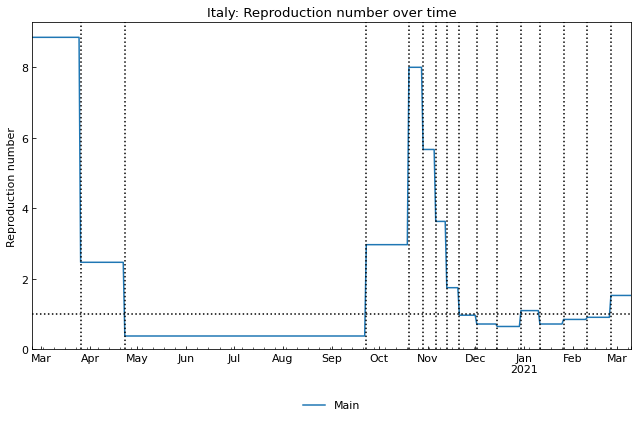 Italy: Reproduction number over time
Reproduction number
8
6
4
2
0
Mar Apr May Jun Jul Aug Sep Oct Nov Dec Jan Feb Mar
2021
Main